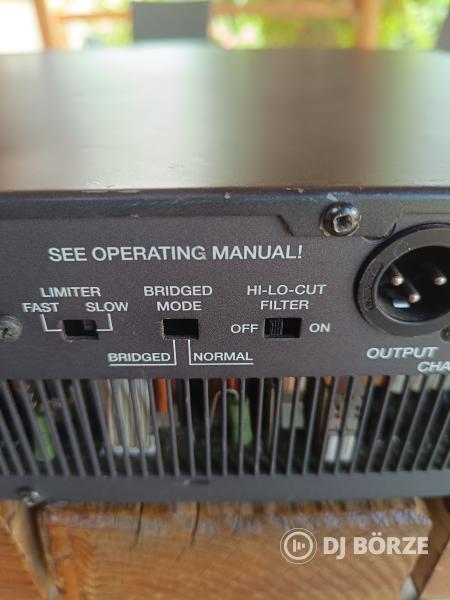 SEE OPERATING MANUAL!
LIMITER
FAST SLOW
BRIDGED
MODE
BRIDGED NORMAL
HI-LO-CUT
FILTER
OFF ON
OUTPUT
CHA
DJ BÖRZE